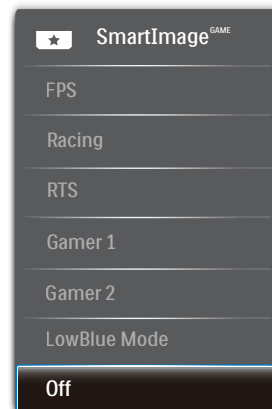 SmartImage GAME
FPS
Racing
RTS
Gamer 1
Gamer 2
LowBlue Mode
Off